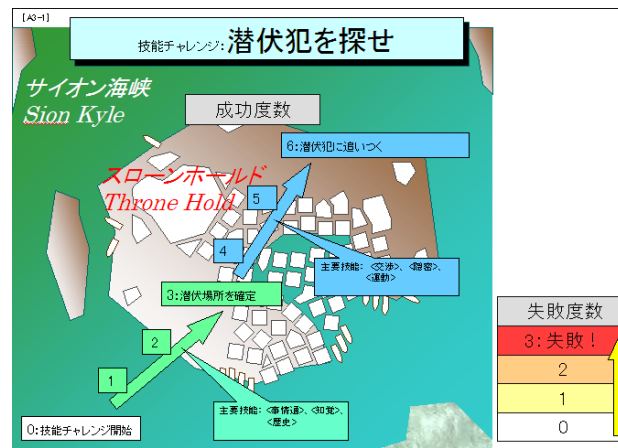 [A3-1]
技能チャレンジ:潜伏犯を探せ
サイオン海峡
Sion Kyle
成功度数
6:潜伏犯に追いつく
スローンホールド
Throne Hold
5
4
主要技能: <交渉>、<隠密>、
<運動>
3:潜伏場所を確定
2
1
主要技能: <事情通>、<知覚>、
<歴史>
0:技能チャレンジ開始
失敗度数
3:失敗!
2
1
0